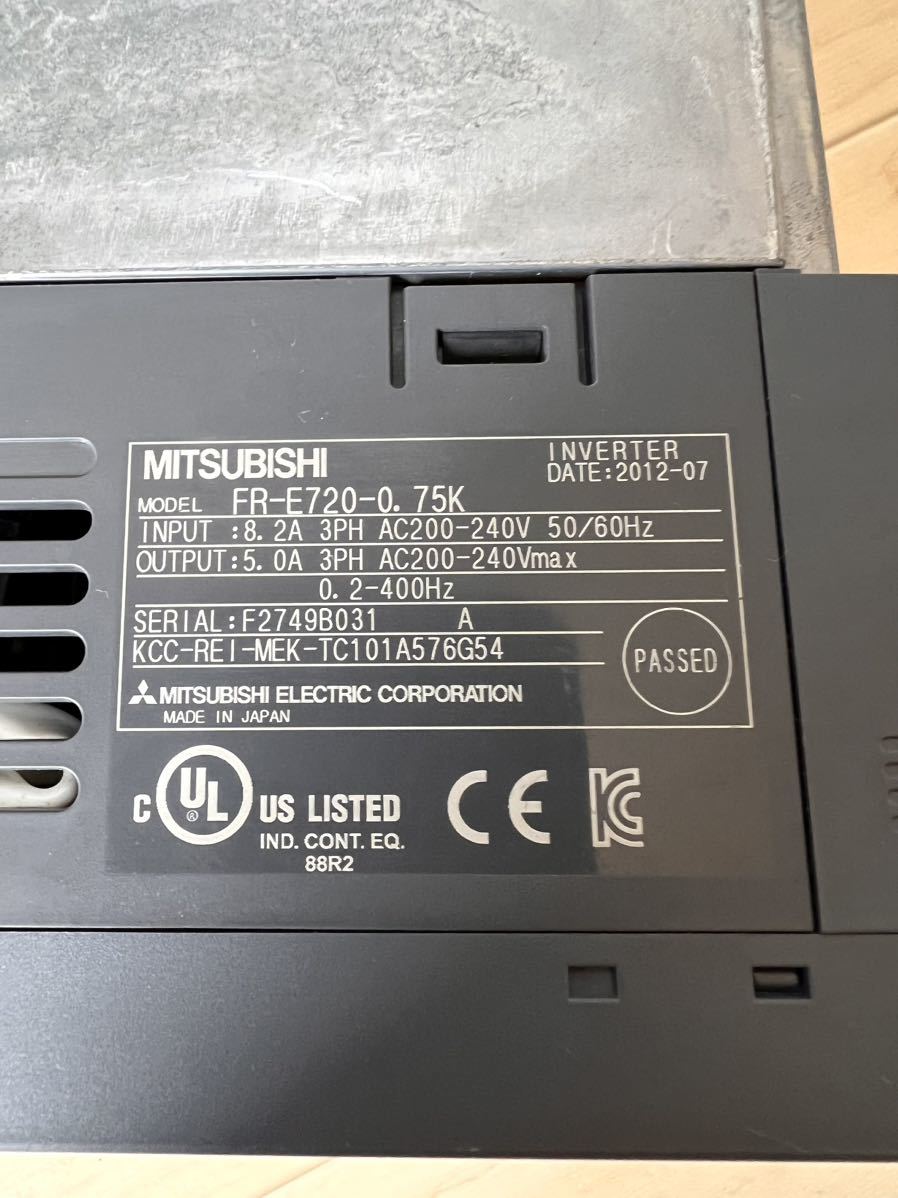 MITSUBISHI
INVERTER
DATE:2012-07
MODEL FR-E720-0.75K
INPUT :8.2A 3PH AC200-240V 50/60Hz
OUTPUT:5.0A 3PH AC200-240Vmax
0.2-400Hz
SERIAL:F2749B031 A
KCC-REI-MEK-TC101A576G54
PASSED
MITSUBISHI ELECTRIC CORPORATION
MADE IN JAPAN
C UL ® US LISTED
IND. CONT. EQ.
88R2
CE
KC